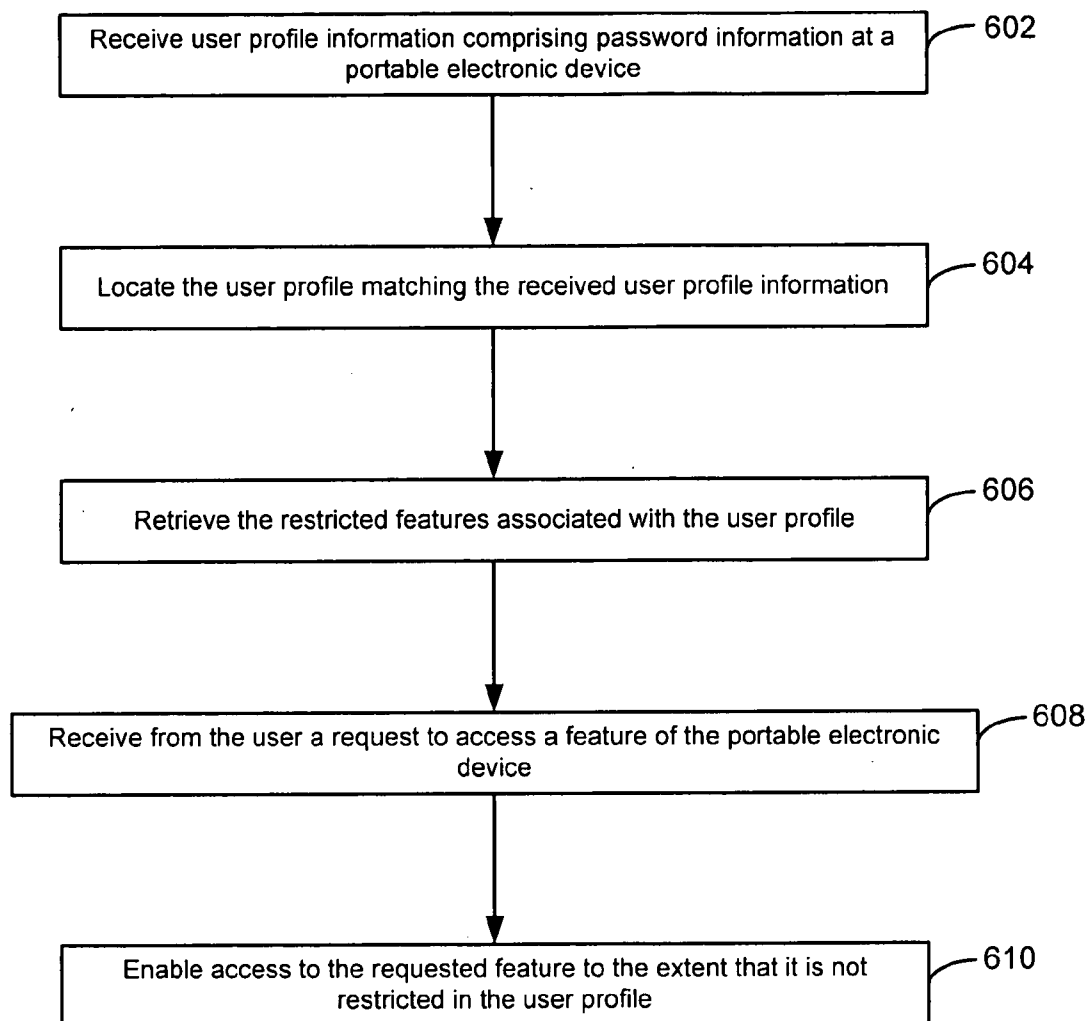 Receive user profile information comprising password information at a
portable electronic device
602
Locate the user profile matching the received user profile information
604
Retrieve the restricted features associated with the user profile
606
Receive from the user a request to access a feature of the portable electronic
device
608
Enable access to the requested feature to the extent that it is not
restricted in the user profile
610